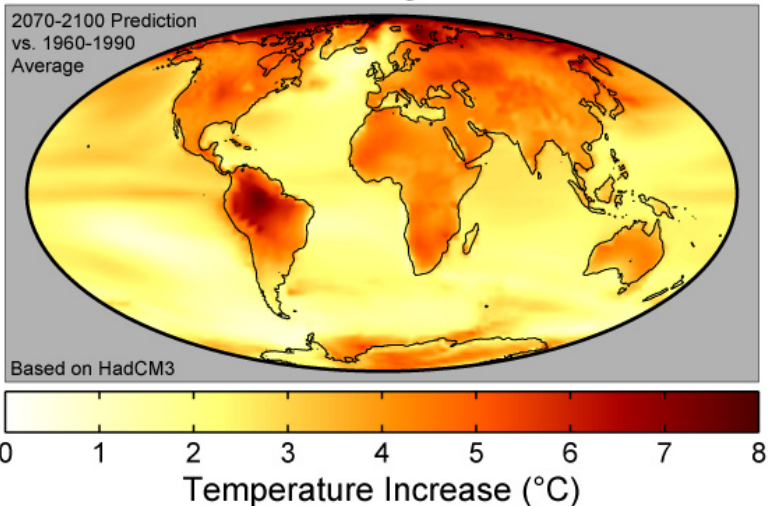 2070-2100 Prediction
vs. 1960-1990
Average
Based on HadCM3
0 1 2 3 4 5 6 7 8
Temperature Increase (°C)